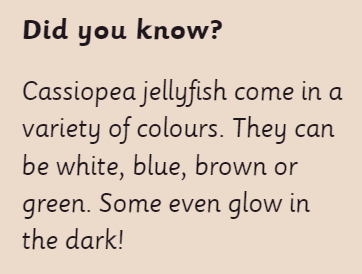 Did you know?
Cassiopea jellyfish come in a
variety of colours. They can
be white, blue, brown or
green. Some even glow in
the dark!